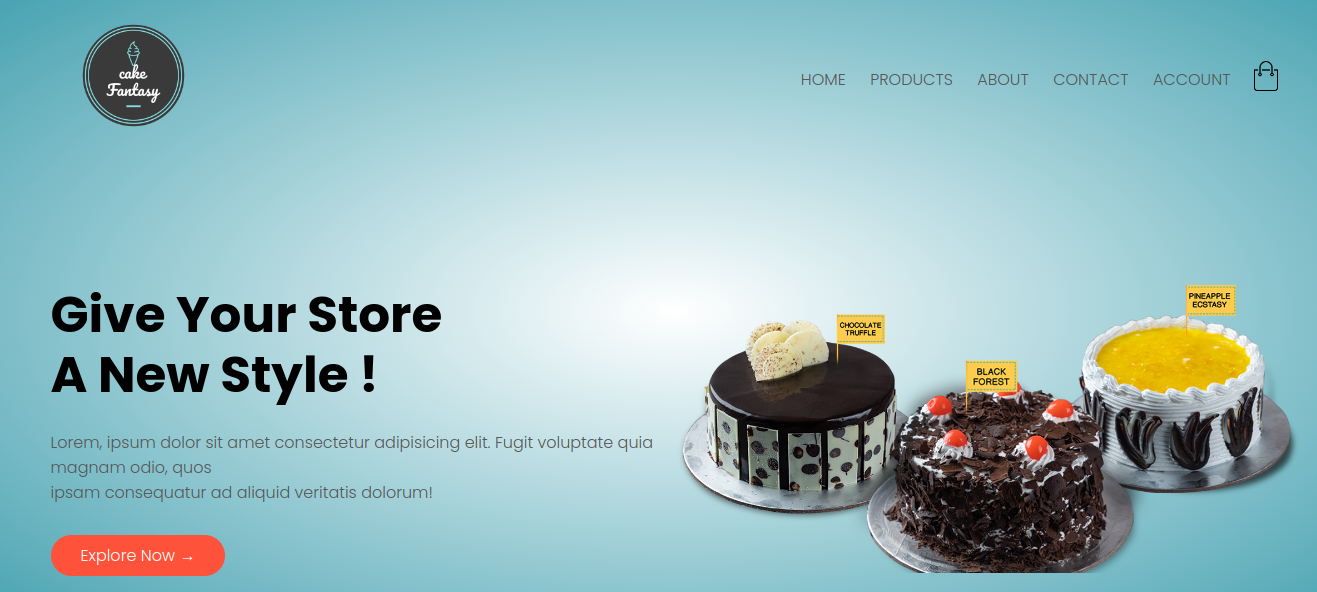 cake
Fantasy
HOME PRODUCTS ABOUT CONTACT ACCOUNT
Give Your Store
A New Style !
Lorem, ipsum dolor sit amet consectetur adipisicing elit. Fugit voluptate quia
magnam odio, quos
ipsam consequatur ad aliquid veritatis dolorum!
Explore Now →
CHOCOLATE
TRUFFLE
BLACK
FOREST
PINEAPPLE
ECSTASY